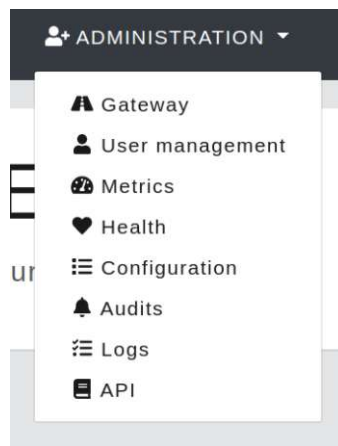 ADMINISTRATION
Gateway
User management
Metrics
Health
Configuration
Audits
Logs
API